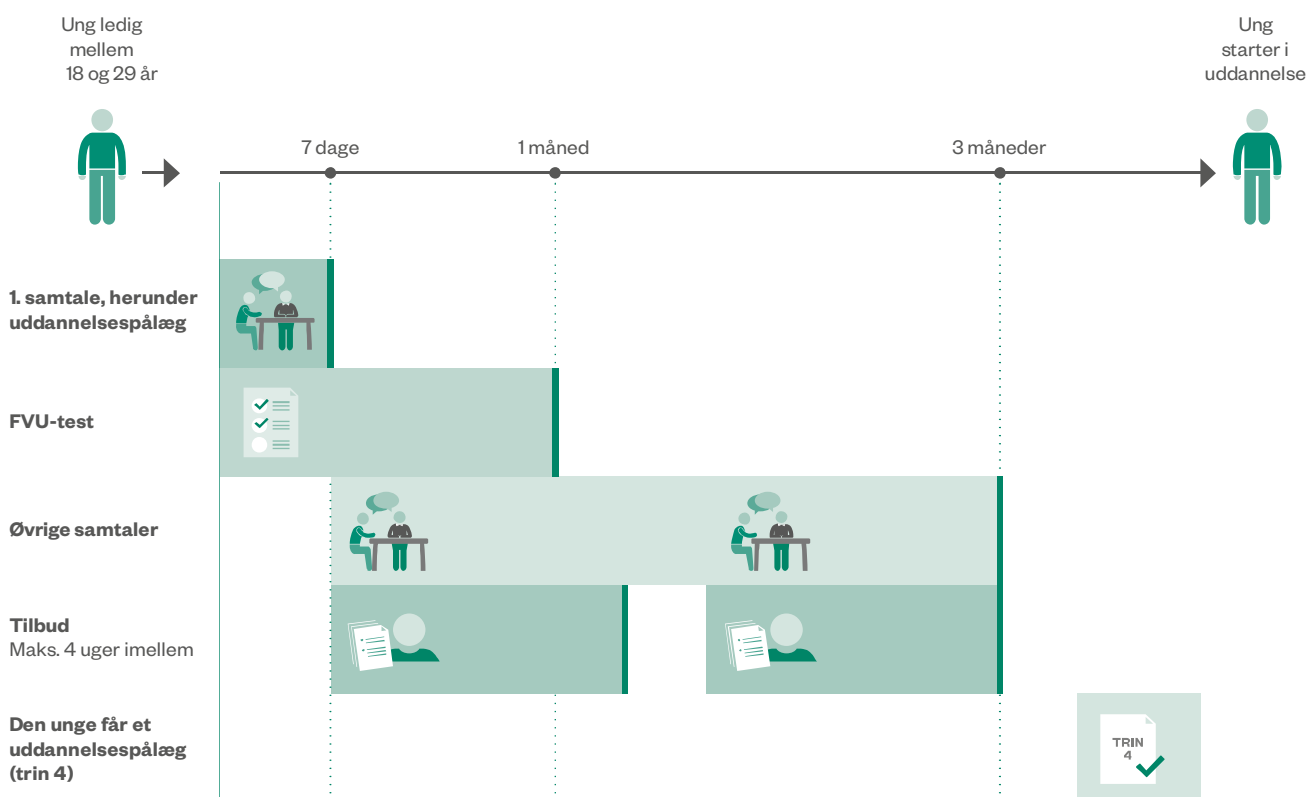 Ung ledig
mellem
18 og 29 år
Ung
starter i
uddannelse
7 dage
1 måned
3 måneder
1. samtale, herunder
uddannelsespålæg
FVU-test
Øvrige samtaler
Tilbud
Maks. 4 uger imellem
Den unge får et
uddannelsespålæg
(trin 4)
TRIN
4